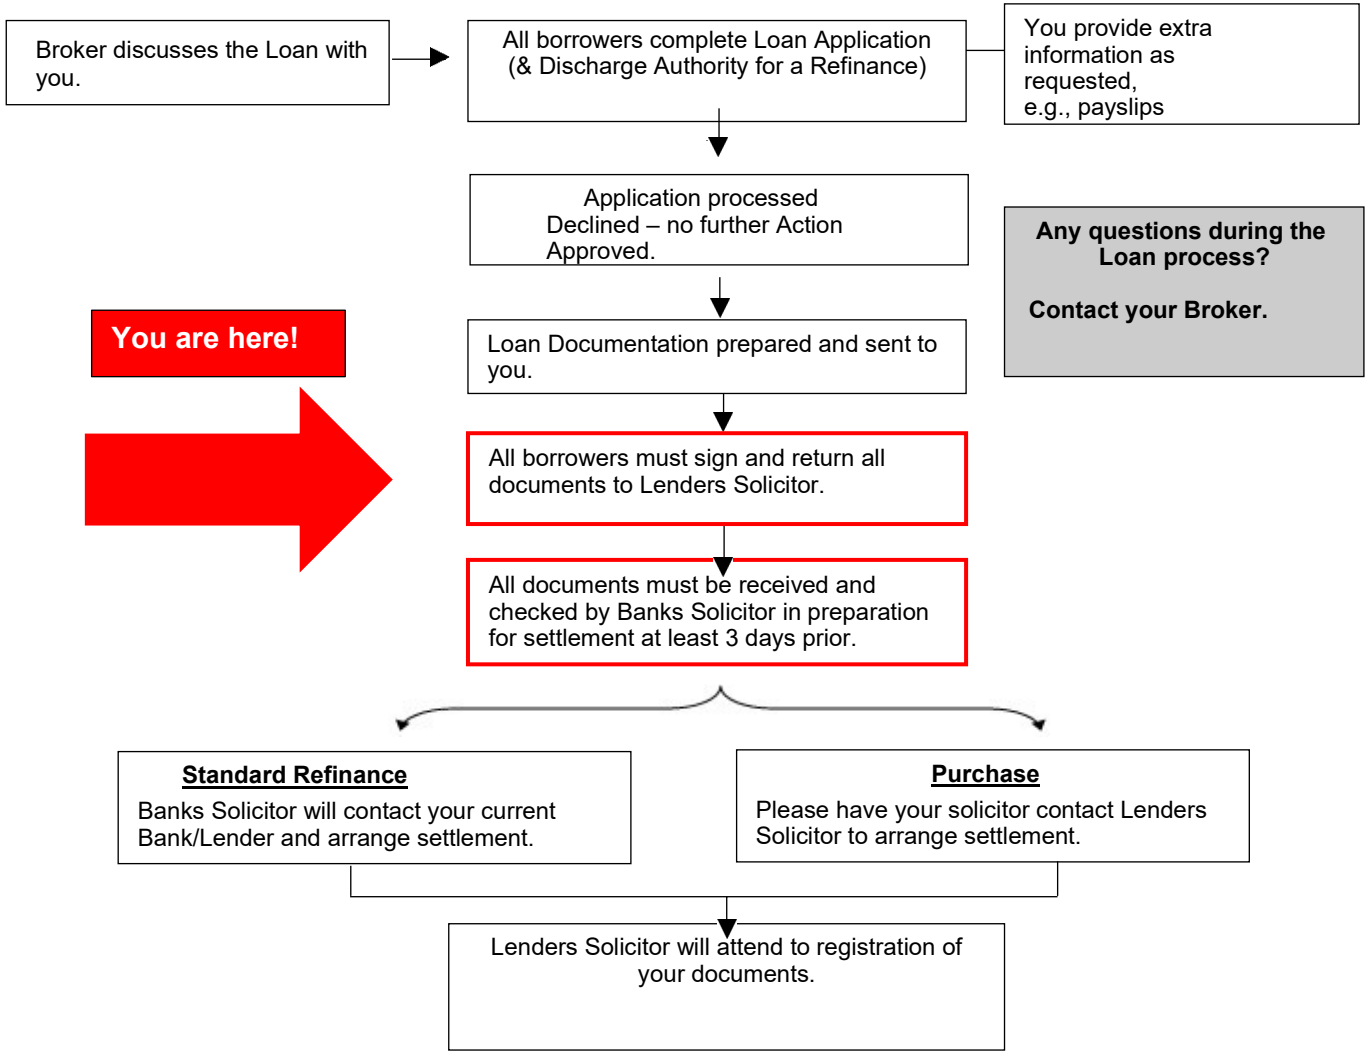 Broker discusses the Loan with
you.
All borrowers complete Loan Application
(& Discharge Authority for a Refinance)
You provide extra
information as
requested,
e.g., payslips
Application processed
Declined – no further Action
Approved.
Any questions during the
Loan process?
Contact your Broker.
You are here!
Loan Documentation prepared and sent to
you.
All borrowers must sign and return all
documents to Lenders Solicitor.
All documents must be received and
checked by Banks Solicitor in preparation
for settlement at least 3 days prior.
Standard Refinance
Banks Solicitor will contact your current
Bank/Lender and arrange settlement.
Purchase
Please have your solicitor contact Lenders
Solicitor to arrange settlement.
Lenders Solicitor will attend to registration of
your documents.